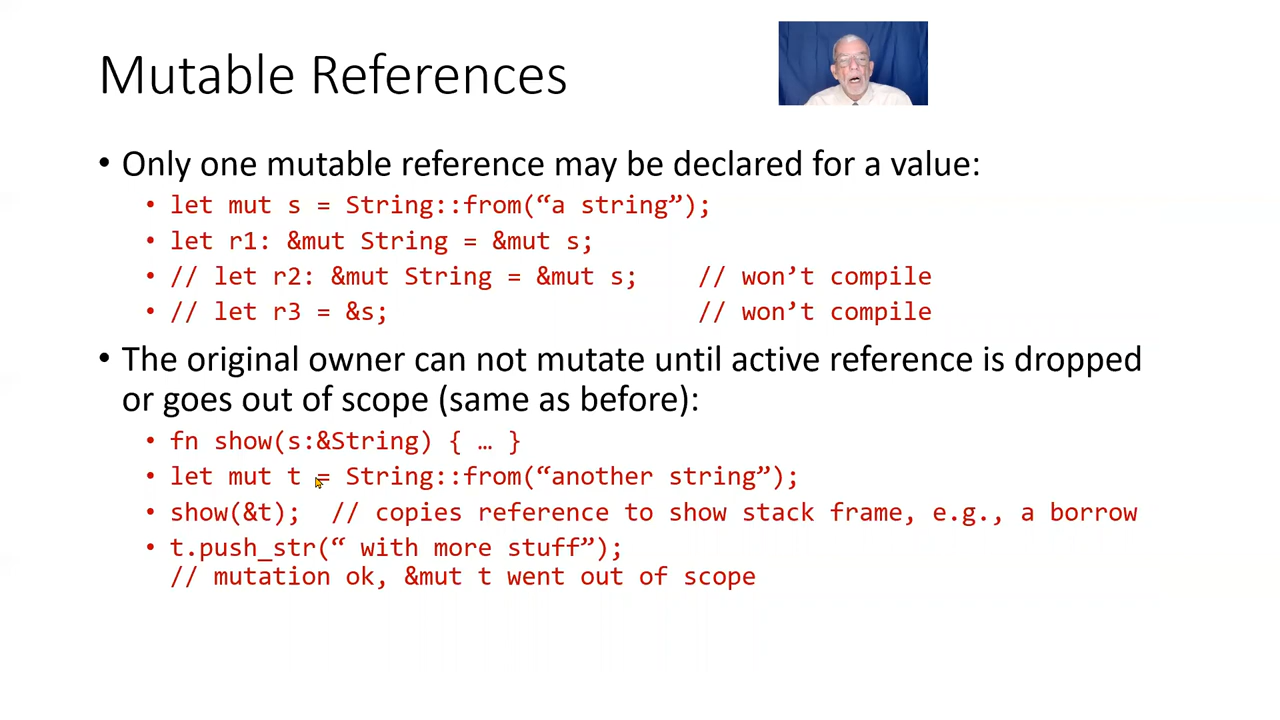 Mutable References
• Only one mutable reference may be declared for a value:
• let mut s = String::from(“a string”);
• let r1: &mut String = &mut s;
• // let r2: &mut String = &mut s; // won’t compile
• // let r3 = &s; // won’t compile
• The original owner can not mutate until active reference is dropped
or goes out of scope (same as before):
• fn show(s:&String) { … }
• let mut t = String::from(“another string”);
• show(&t); // copies reference to show stack frame, e.g., a borrow
• t.push_str(“ with more stuff”);
// mutation ok, &mut t went out of scope